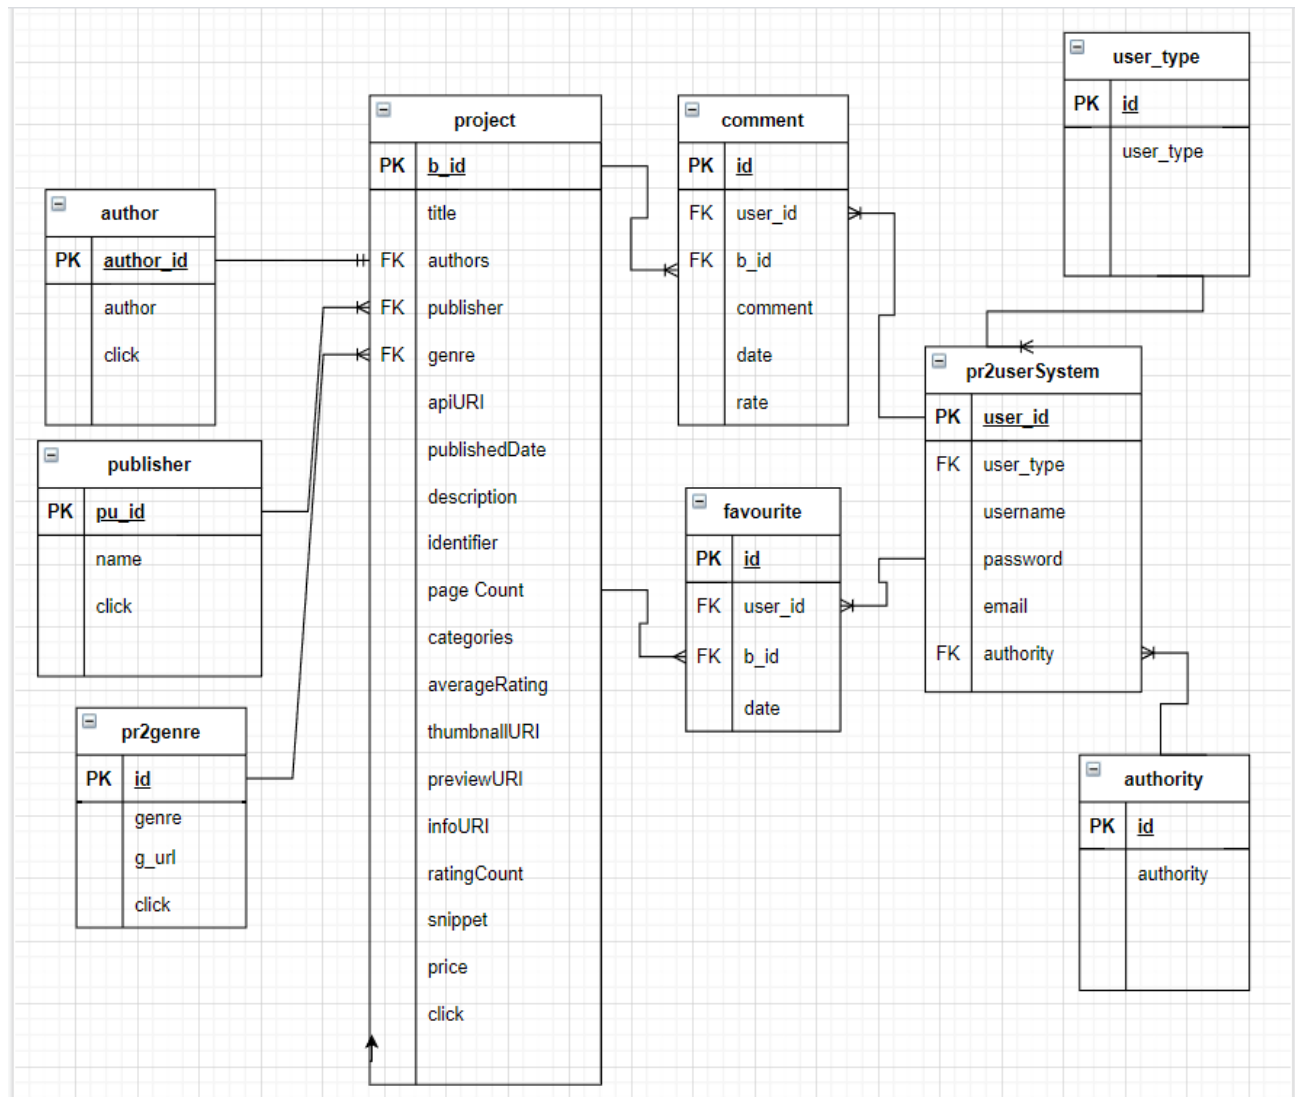 project
PK b_id
title
FK authors
FK publisher
FK genre
apiURI
publishedDate
description
identifier
page Count
categories
averageRating
thumbnallURI
previewURI
infoURI
ratingCount
snippet
price
click
author
PK author_id
author
click
publisher
PK pu_id
name
click
pr2genre
PK id
genre
g_url
click
comment
PK id
FK user_id
FK b_id
comment
date
rate
favourite
PK id
FK user_id
FK b_id
date
user_type
PK id
user_type
pr2userSystem
PK user_id
FK user_type
username
password
email
FK authority
authority
PK id
authority